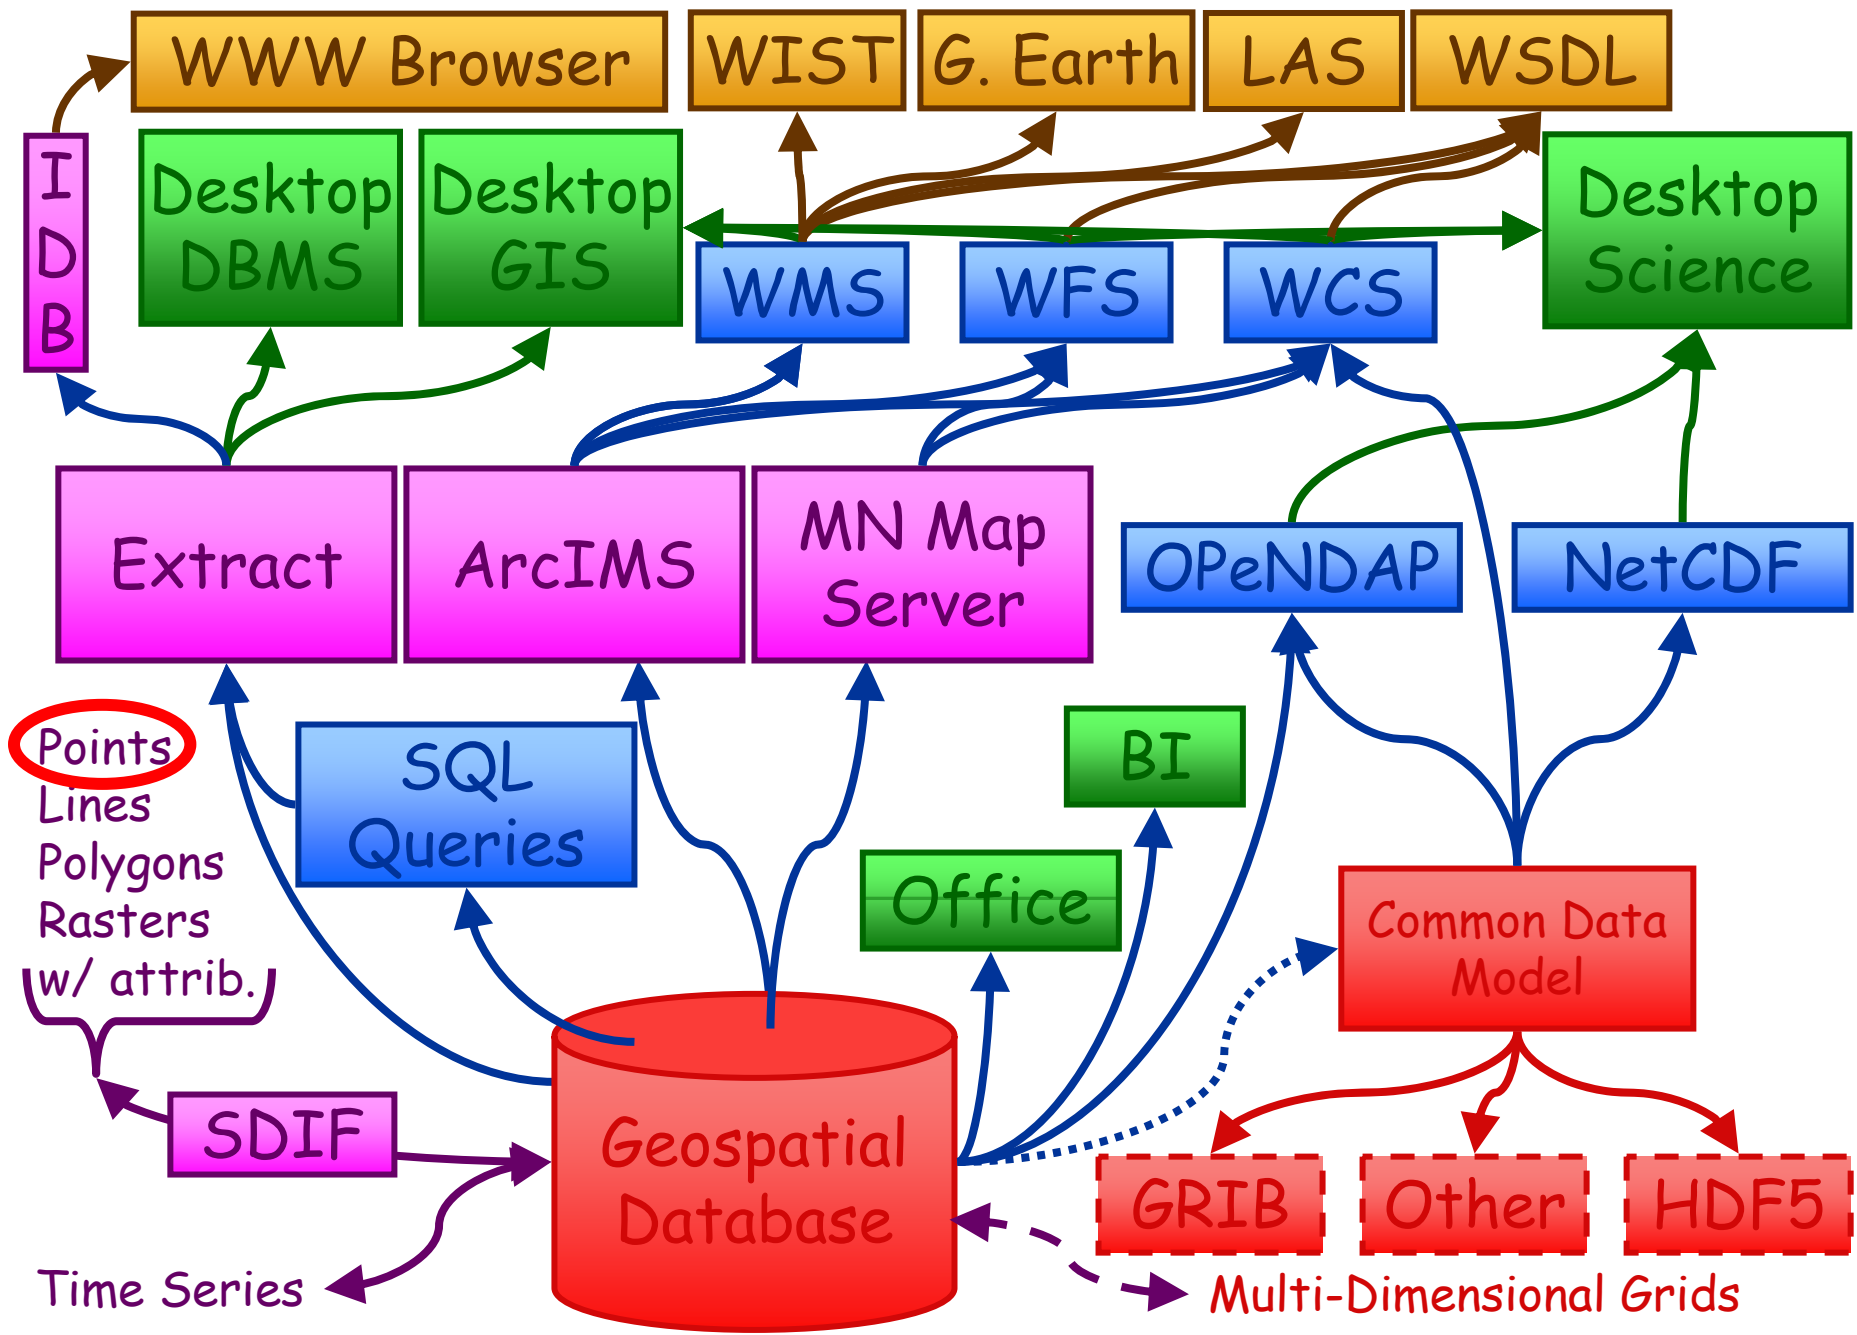 WWW Browser
WIST
G. Earth
LAS
WSDL
I
D
B
Desktop
DBMS
Desktop
GIS
WMS
WFS
WCS
Desktop
Science
Extract
ArcIMS
MN Map
Server
OPeNDAP
NetCDF
Points
Lines
Polygons
Rasters
w/ attrib.
SQL
Queries
BI
Office
Common Data
Model
SDIF
Geospatial
Database
GRIB
Other
HDF5
Time Series
Multi-Dimensional Grids